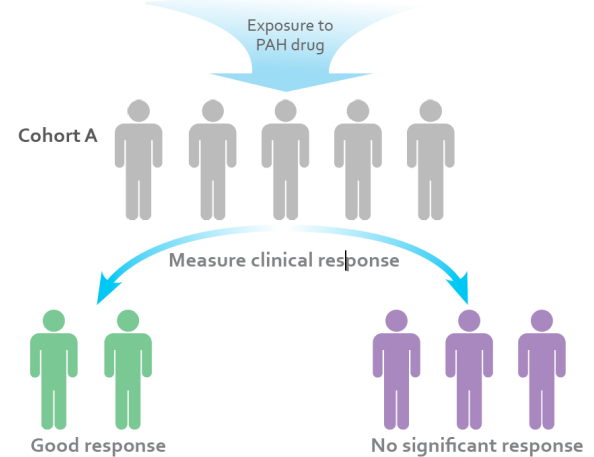 Exposure to
PAH drug
Cohort A
Measure clinical response
Good response
No significant response